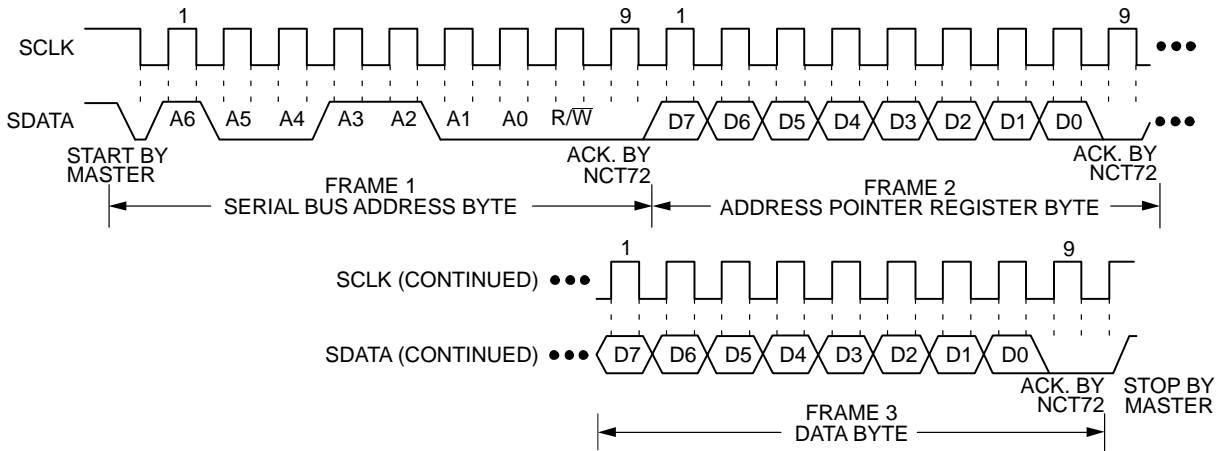 1 9 1 9
SCLK
SDATA A6 A5 A4 A3 A2 A1 A0 R/W̅ D7 D6 D5 D4 D3 D2 D1 D0
START BY
MASTER
ACK. BY
NCT72
ACK. BY
NCT72
FRAME 1
SERIAL BUS ADDRESS BYTE
FRAME 2
ADDRESS POINTER REGISTER BYTE
1 9
SCLK (CONTINUED)
SDATA (CONTINUED) D7 D6 D5 D4 D3 D2 D1 D0
ACK. BY
NCT72
STOP BY
MASTER
FRAME 3
DATA BYTE